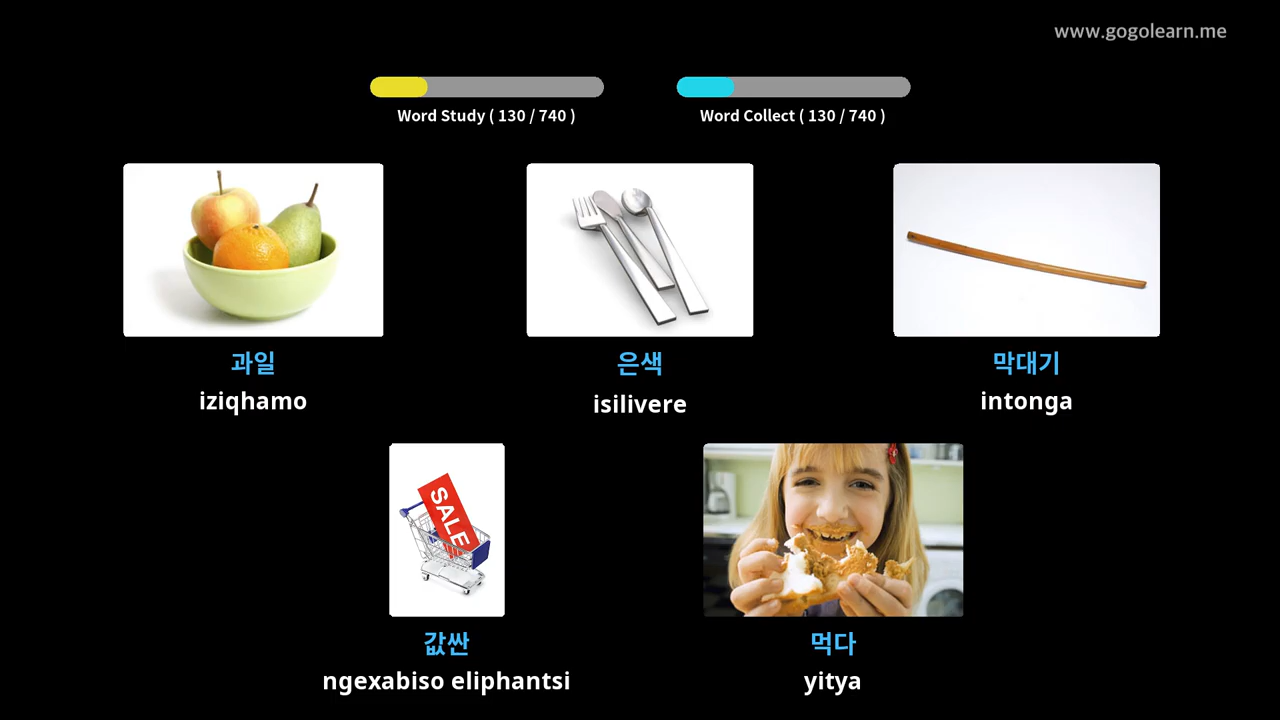 www.gogolearn.me
Word Study ( 130 / 740 )
Word Collect ( 130 / 740 )
과일
iziqhamo
은색
isilivere
막대기
intonga
SALE
값싼
ngexabiso eliphantsi
먹다
yitya